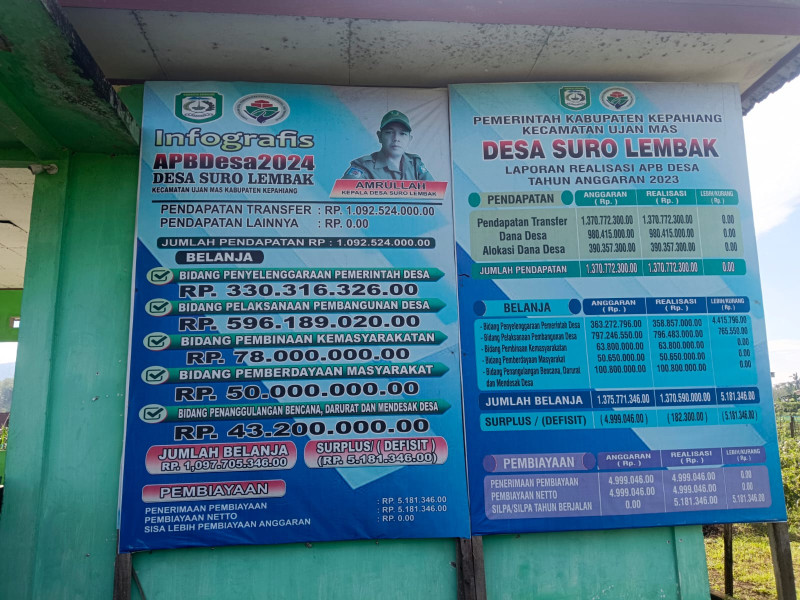 Infografis
APBDesa2024
DESA SURO LEMBAK
KECAMATAN UJAN MAS KABUPATEN KEPAHIANG
AMRULLAH
KEPALA DESA SURO LEMBAK
PENDAPATAN TRANSFER : RP. 1.092.524.000.00
PENDAPATAN LAINNYA : RP. 0.00
JUMLAH PENDAPATAN RP : 1.092.524.000.00
BELANJA
BIDANG PENYELENGGARAAN PEMERINTAH DESA
RP. 330.316.326.00
BIDANG PELAKSANAAN PEMBANGUNAN DESA
RP. 596.189.020.00
BIDANG PEMBINAAN KEMASYARAKATAN
RP. 78.000.000.00
BIDANG PEMBERDAYAAN MASYARAKAT
RP. 50.000.000.00
BIDANG PENANGGULANGAN BENCANA, DARURAT DAN MENDESAK DESA
RP. 43.200.000.00
JUMLAH BELANJA
RP. 1,097.705.346.00
SURPLUS/ ( DEFISIT )
(RP. 5.181.346.00)
PEMBIAYAAN
PENERIMAAN PEMBIAYAAN : RP. 5.181.346.00
PEMBIAYAAN NETTO : RP. 5.181.346.00
SISA LEBIH PEMBIAYAAN ANGGARAN : RP. 0.00
PEMERINTAH KABUPATEN KEPAHIANG
KECAMATAN UJAN MAS
DESA SURO LEMBAK
LAPORAN REALISASI APB DESA
TAHUN ANGGARAN 2023
PENDAPATAN ANGGARAN ( Rp. ) REALISASI ( Rp. ) LEBIH/KURANG ( Rp. )
Pendapatan Transfer 1.370.772.300.00 1.370.772.300.00 0.00
Dana Desa 980.415.000.00 980.415.000.00 0.00
Alokasi Dana Desa 390.357.300.00 390.357.300.00 0.00
JUMLAH PENDAPATAN 1.370.772.300.00 1.370.772.300.00 0.00
BELANJA ANGGARAN ( Rp. ) REALISASI ( Rp. ) LEBIH/KURANG ( Rp. )
- Bidang Penyelenggaraan Pemerintah Desa 363.272.796.00 358.857.000.00 4.415.796.00
- Bidang Pelaksanaan Pembangunan Desa 797.246.550.00 796.483.000.00 765.550.00
- Bidang Pembinaan Kemasyarakatan 63.800.000.00 63.800.000.00 0.00
- Bidang Pemberdayaan Masyarakat 50.650.000.00 50.650.000.00 0.00
- Bidang Penangulangan Bencana, Darurat 100.800.000.00 100.800.000.00 0.00
dan Mendesak Desa
JUMLAH BELANJA 1.375.771.346.00 1.370.590.000.00 5.181.346.00
SURPLUS / (DEFISIT) ( 4.999.046.00 ) ( 182.300.00 ) ( 5.181.346.00 )
PEMBIAYAAN ANGGARAN ( Rp. ) REALISASI ( Rp. ) LEBIH/KURANG ( Rp. )
PENERIMAAN PEMBIAYAAN 4.999.046.00 4.999.046.00 0.00
PEMBIAYAAN NETTO 4.999.046.00 4.999.046.00 0.00
SILPA/SILPA TAHUN BERJALAN 0.00 5.181.346.00 5.181.346.00